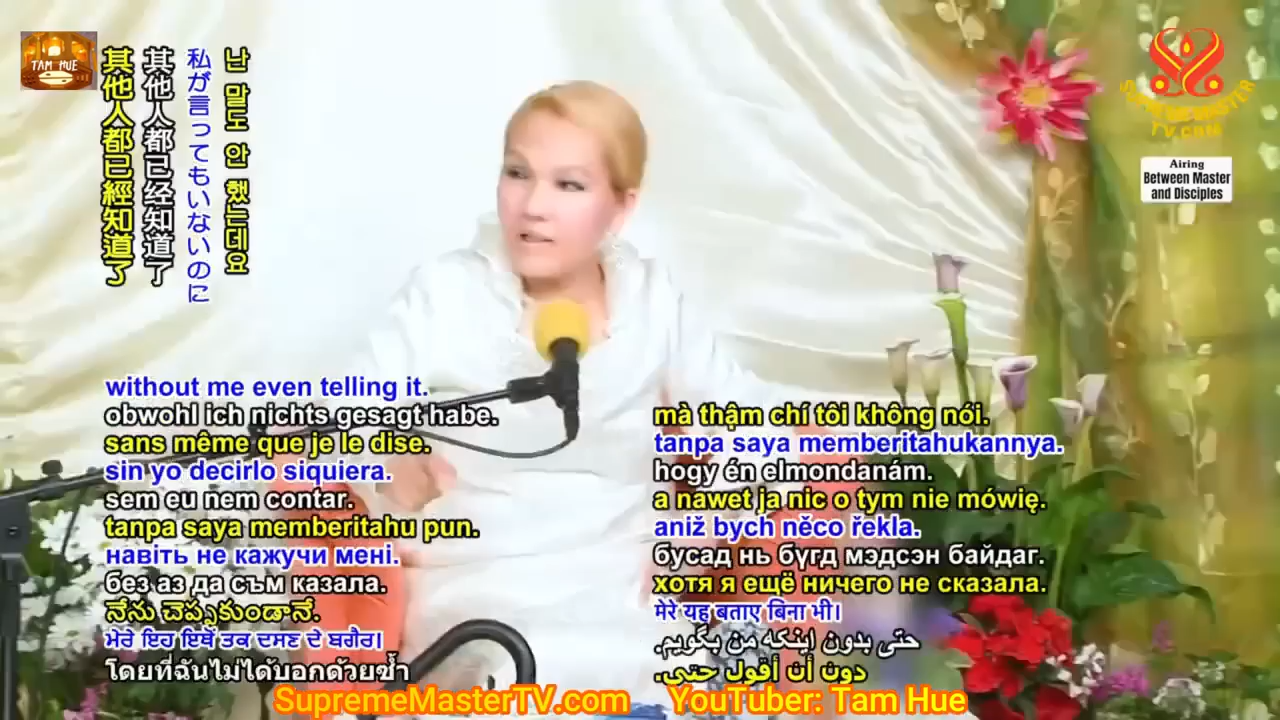 TAM HUE
其他人都已經知道了
其他人都已经知道了
私が言ってもいないのに
난 말도 안 했는데요
SUPREME MASTER
TV.COM
Airing
Between Master
and Disciples
without me even telling it.
obwohl ich nichts gesagt habe.
sans même que je le dise.
sin yo decirlo siquiera.
sem eu nem contar.
tanpa saya memberitahu pun.
навіть не кажучи мені.
без аз да съм казала.
నేను చెప్పకుండానే.
ਮੇਰੇ ਇਹ ਇਥੋਂ ਤਕ ਦਸਣ ਦੇ ਬਗੈਰ।
โดยที่ฉันไม่ได้บอกด้วยซ้ำ
mà thậm chí tôi không nói.
tanpa saya memberitahukannya.
hogy én elmondanám.
a nawet ja nic o tym nie mówię.
aniž bych něco řekla.
бусад нь бүгд мэдсэн байдаг.
хотя я ещё ничего не сказала.
मेरे यह बताए बिना भी।
حتی بدون اینکه من بگویم.
دون أن أقول حتى.
SupremeMasterTV.com YouTuber: Tam Hue